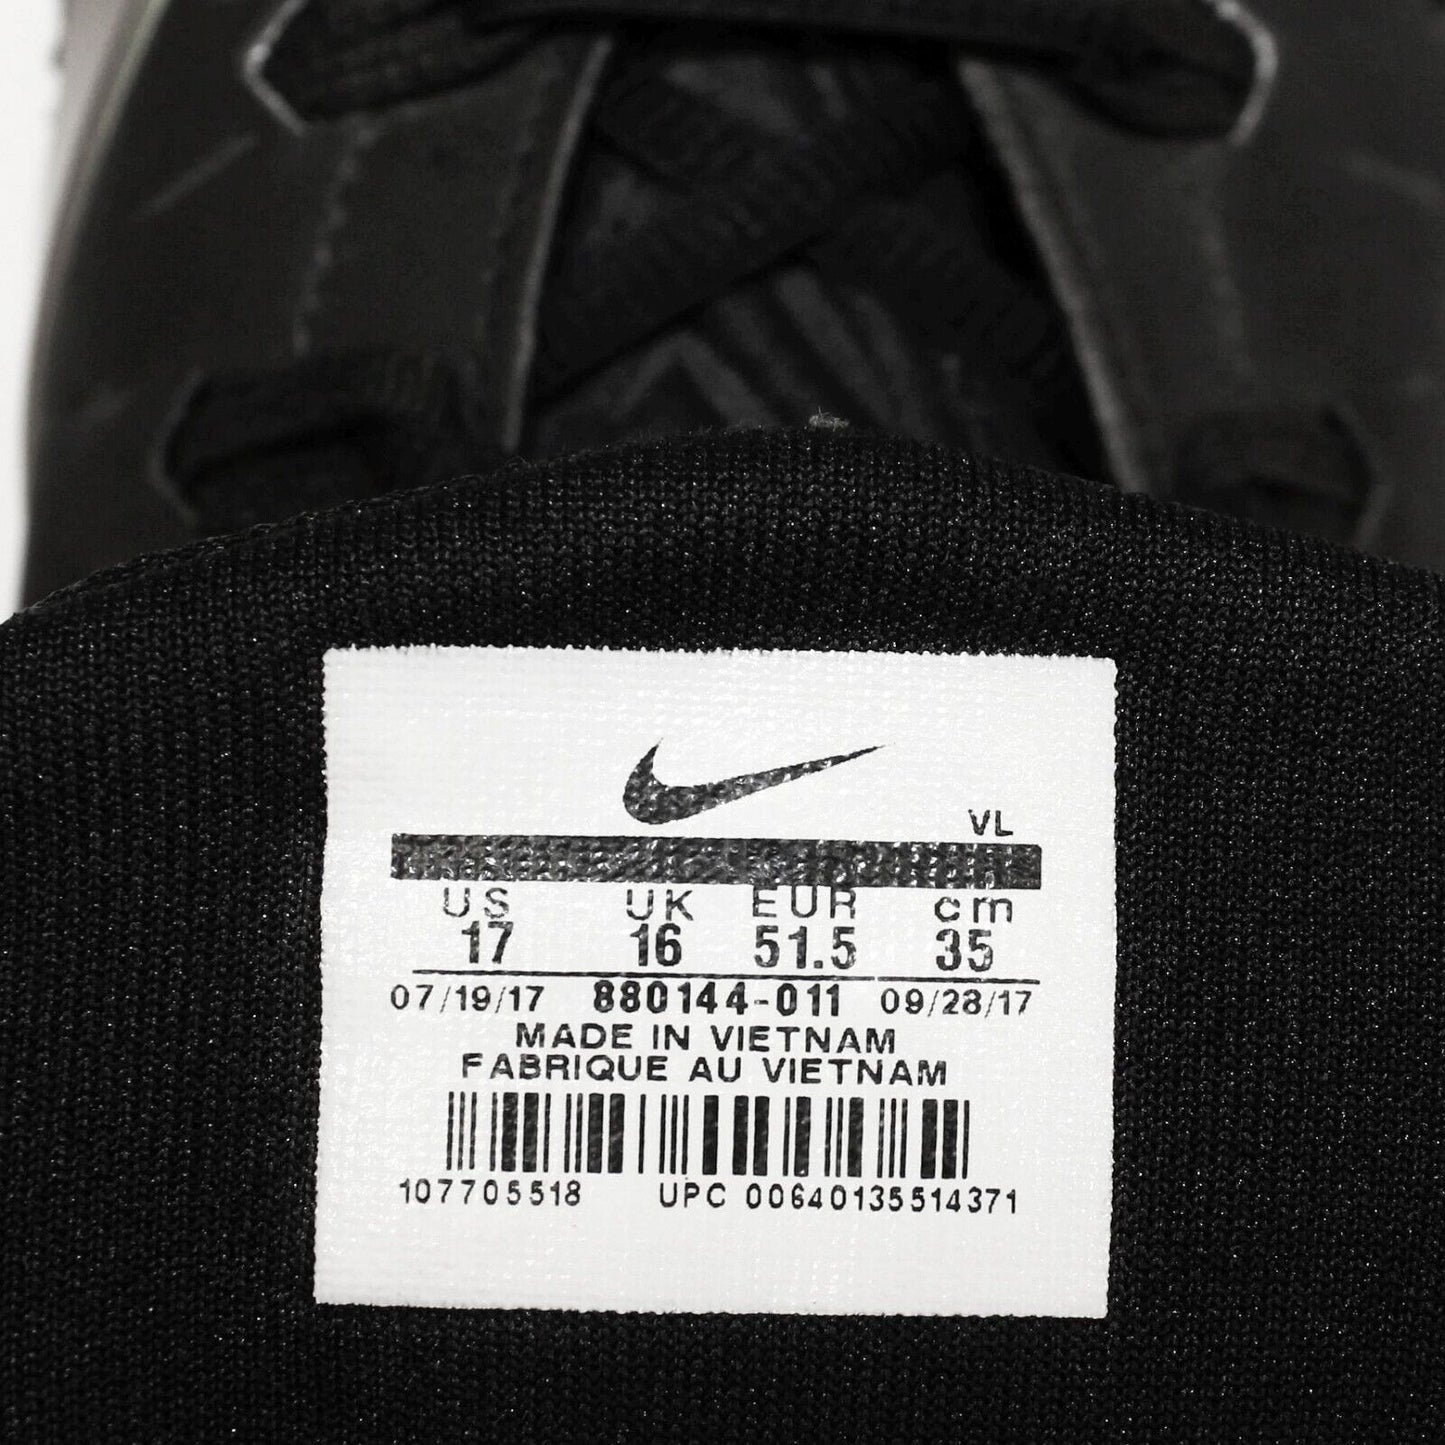 VL
US UK EUR cm
17 16 51.5 35
07/19/17 880144-011 09/28/17
MADE IN VIETNAM
FABRIQUE AU VIETNAM
107705518 UPC 00640135514371